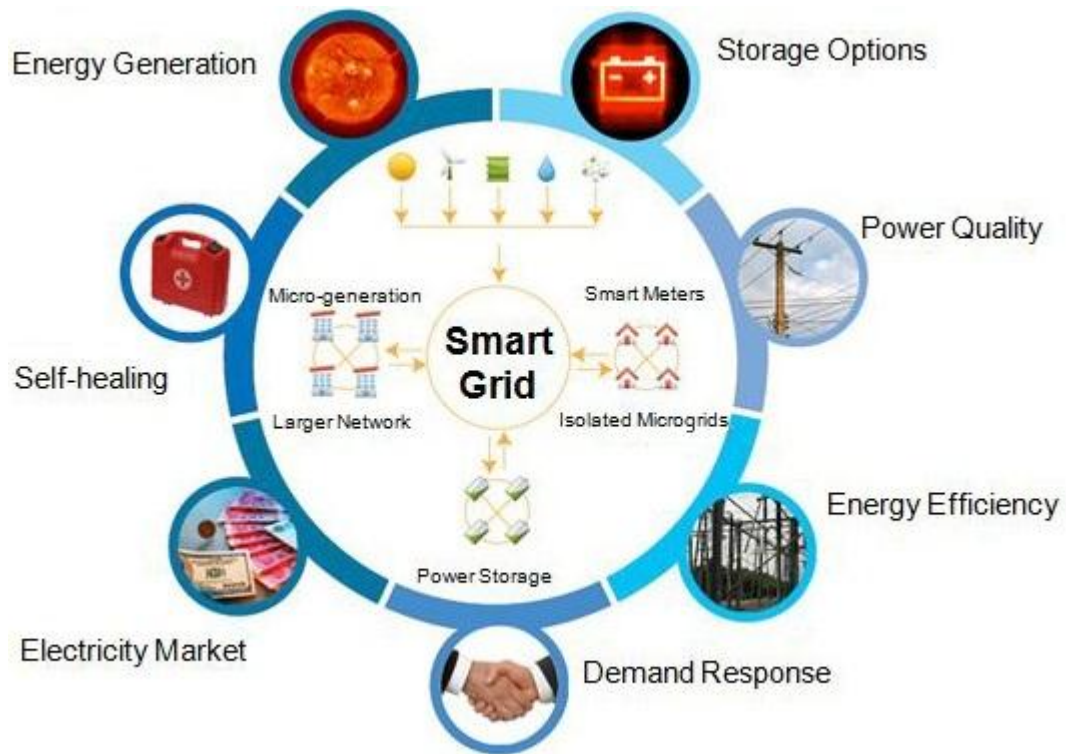 Energy Generation
Storage Options
Power Quality
Micro-generation
Smart Meters
Smart
Grid
Self-healing
Larger Network
Isolated Microgrids
Energy Efficiency
Power Storage
Electricity Market
Demand Response